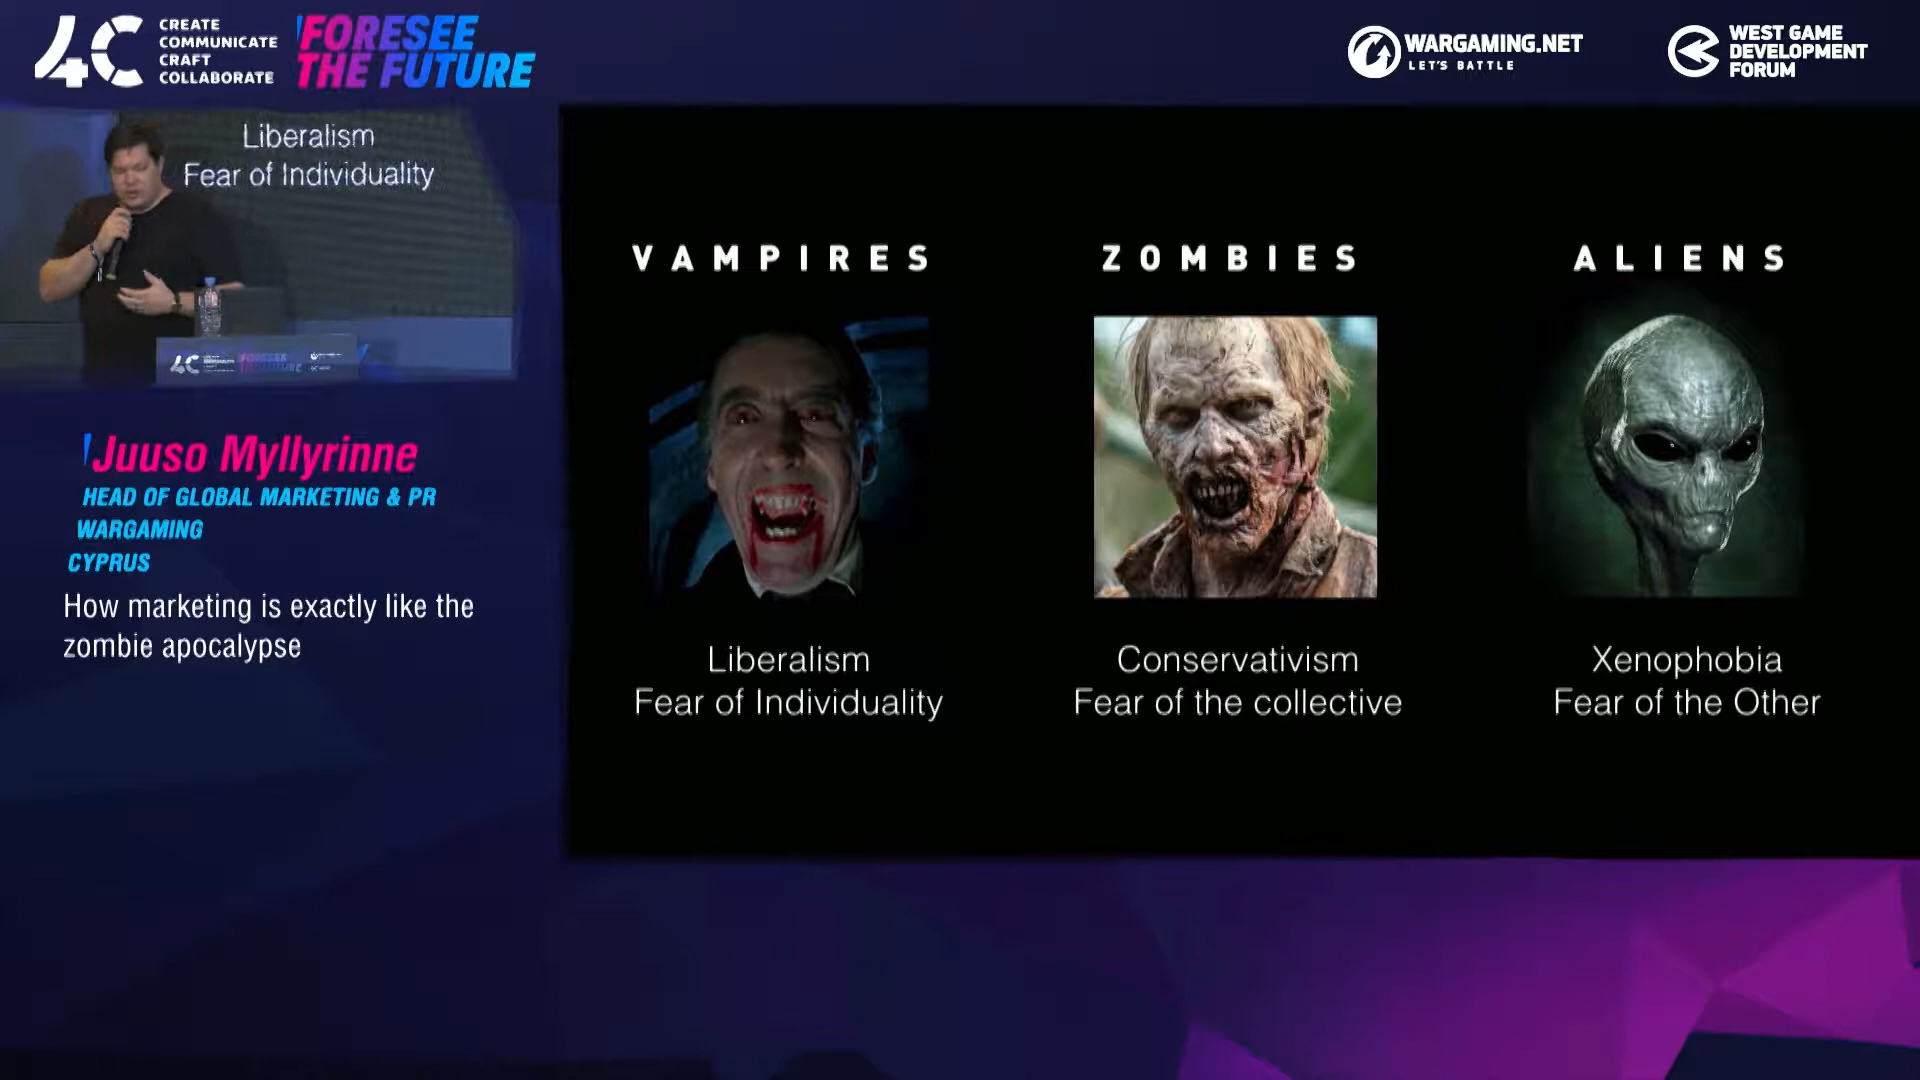 4C
CREATE
COMMUNICATE
CRAFT
COLLABORATE
FORESEE
THE FUTURE
WARGAMING.NET
LET'S BATTLE
WEST GAME
DEVELOPMENT
FORUM
Liberalism
Fear of Individuality
4C
FORESEE
Juuso Myllyrinne
HEAD OF GLOBAL MARKETING & PR
WARGAMING
CYPRUS
How marketing is exactly like the
zombie apocalypse
VAMPIRES
ZOMBIES
ALIENS
Liberalism
Fear of Individuality
Conservativism
Fear of the collective
Xenophobia
Fear of the Other